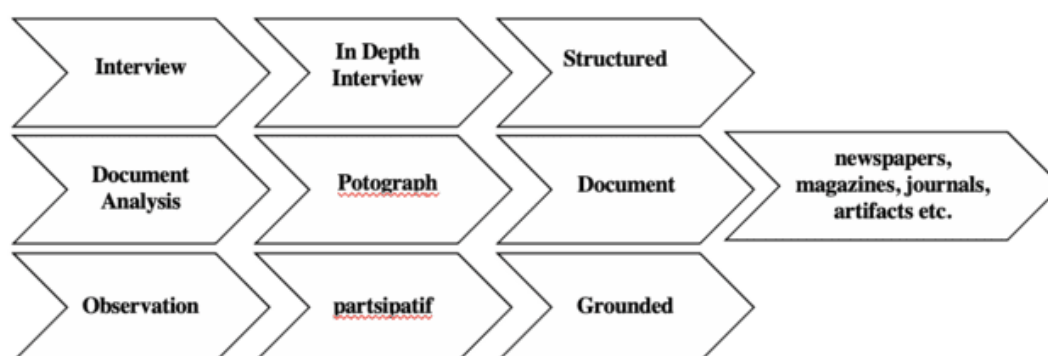 Interview
In Depth
Interview
Structured
Document
Analysis
Potograph
Document
newspapers,
magazines, journals,
artifacts etc.
Observation
partsipatif
Grounded